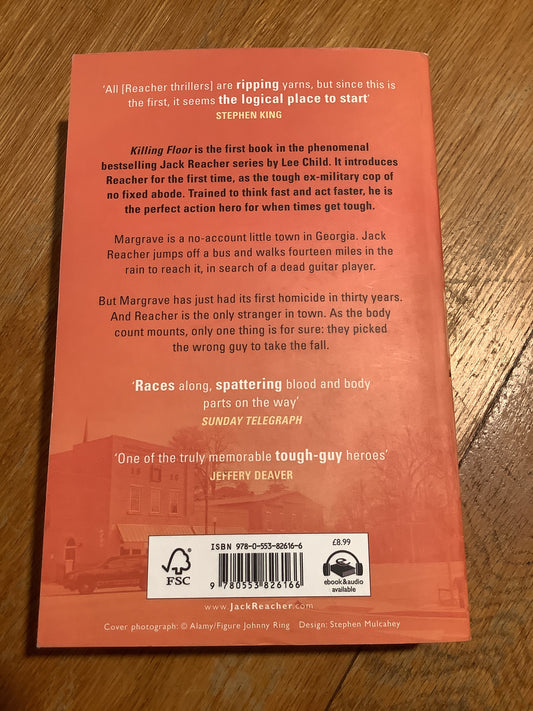 ‘All [Reacher thrillers] are ripping yarns, but since this is
the first, it seems the logical place to start’
STEPHEN KING
Killing Floor is the first book in the phenomenal
bestselling Jack Reacher series by Lee Child. It introduces
Reacher for the first time, as the tough ex-military cop of
no fixed abode. Trained to think fast and act faster, he is
the perfect action hero for when times get tough.
Margrave is a no-account little town in Georgia. Jack
Reacher jumps off a bus and walks fourteen miles in the
rain to reach it, in search of a dead guitar player.
But Margrave has just had its first homicide in thirty years.
And Reacher is the only stranger in town. As the body
count mounts, only one thing is for sure: they picked
the wrong guy to take the fall.
‘Races along, spattering blood and body
parts on the way’
SUNDAY TELEGRAPH
‘One of the truly memorable tough-guy heroes’
JEFFERY DEAVER
ISBN 978-0-553-82616-6
£8.99
FSC
9 780553 826166
ebook&audio
available
www.JackReacher.com
Cover photograph: © Alamy/Figure Johnny Ring Design: Stephen Mulcahey